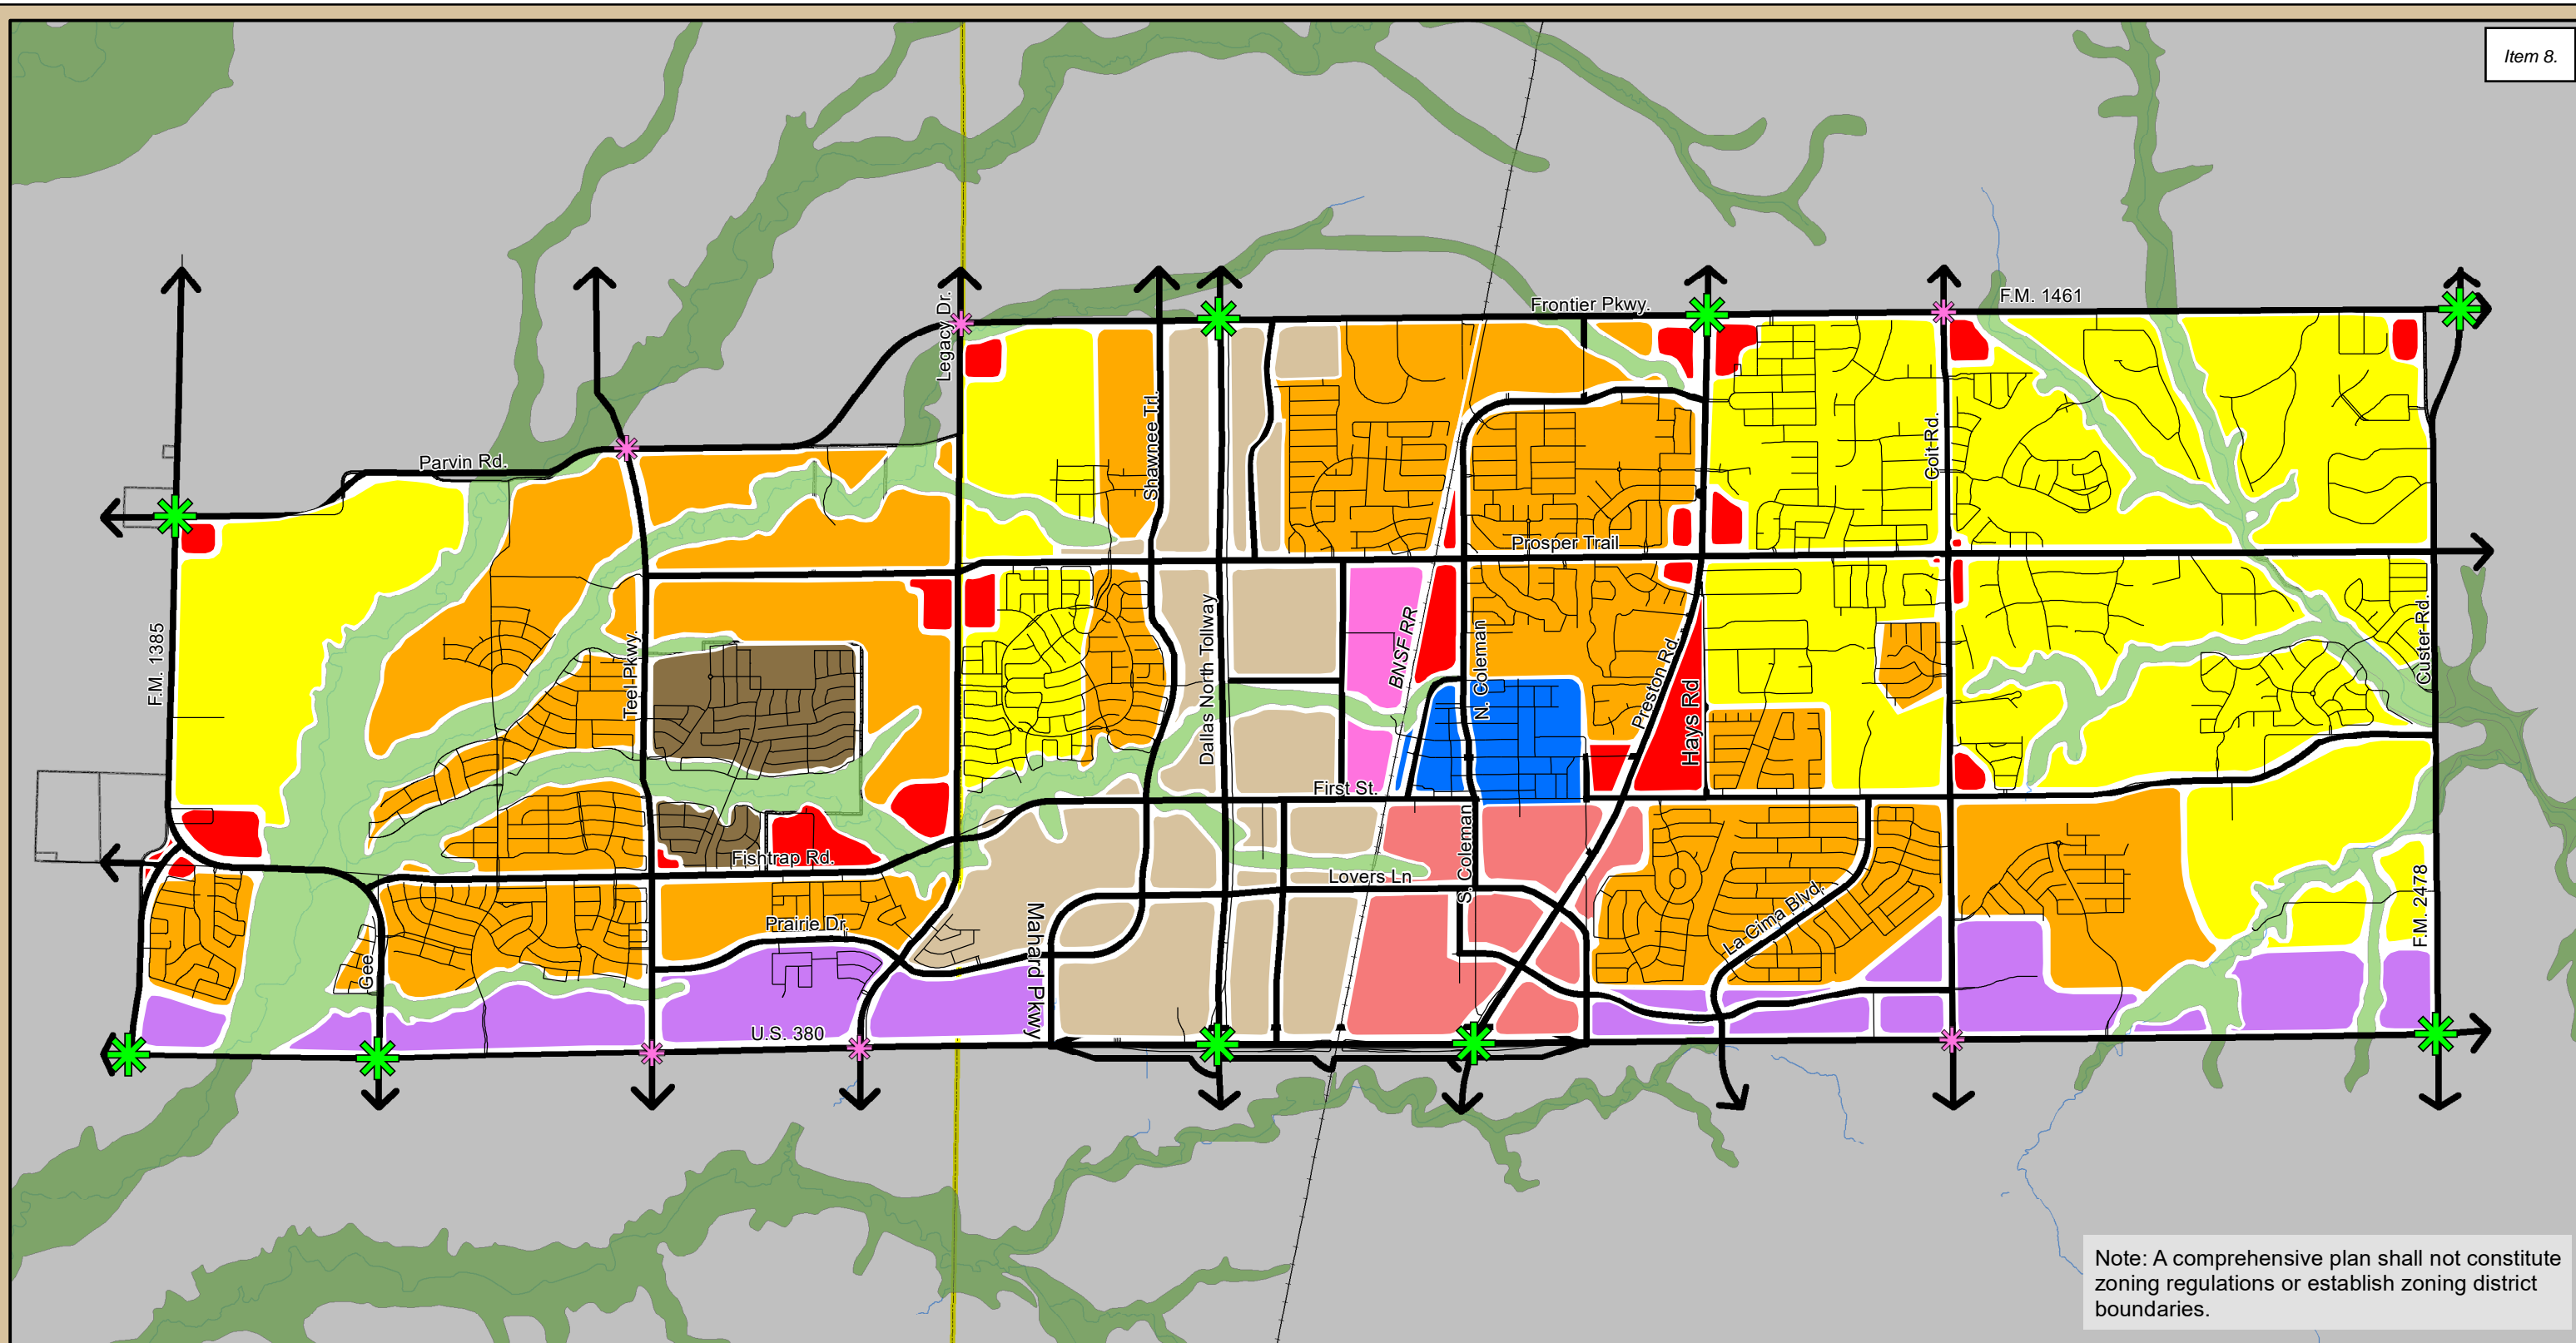 Item 8.
Legacy Dr.
Frontier Pkwy.
F.M. 1461
Parvin Rd.
Shawnee Trl.
Coit Rd.
Prosper Trail
F.M. 1385
Teel Pkwy.
Dallas North Tollway
BNSF RR
N. Coleman
Preston Rd.
Hays Rd
Custer Rd.
First St.
Fishtrap Rd.
Lovers Ln
S. Coleman
La Cima Blvd.
F.M. 2478
Prairie Dr.
Gee
Mahard Pkwy
U.S. 380
Note: A comprehensive plan shall not constitute
zoning regulations or establish zoning district
boundaries.